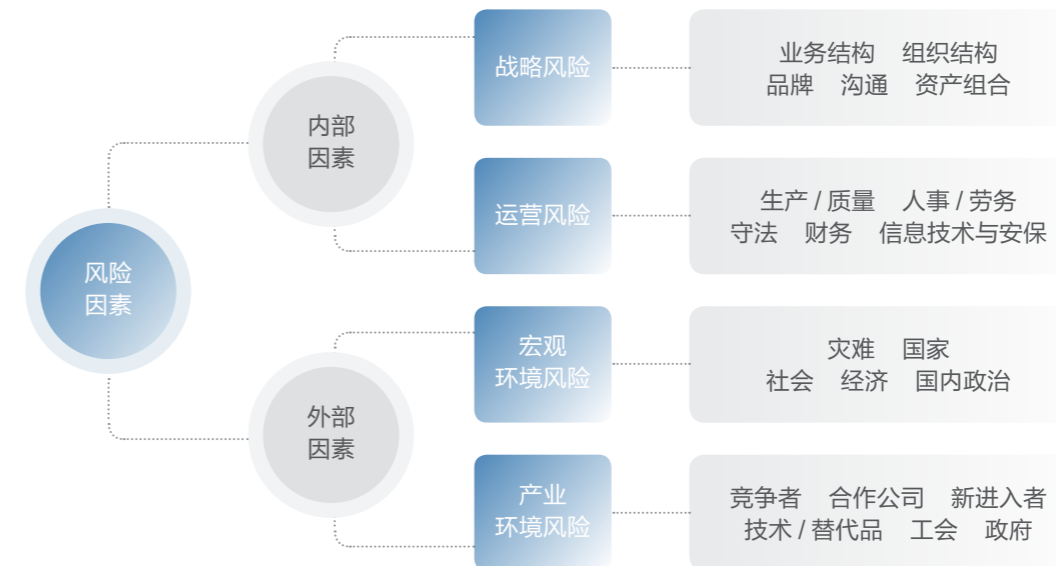 风险
因素
内部
因素
战略风险
业务结构 组织结构
品牌 沟通 资产组合
运营风险
生产 / 质量 人事 / 劳务
守法 财务 信息技术与安保
外部
因素
宏观
环境风险
灾难 国家
社会 经济 国内政治
产业
环境风险
竞争者 合作公司 新进入者
技术 / 替代品 工会 政府